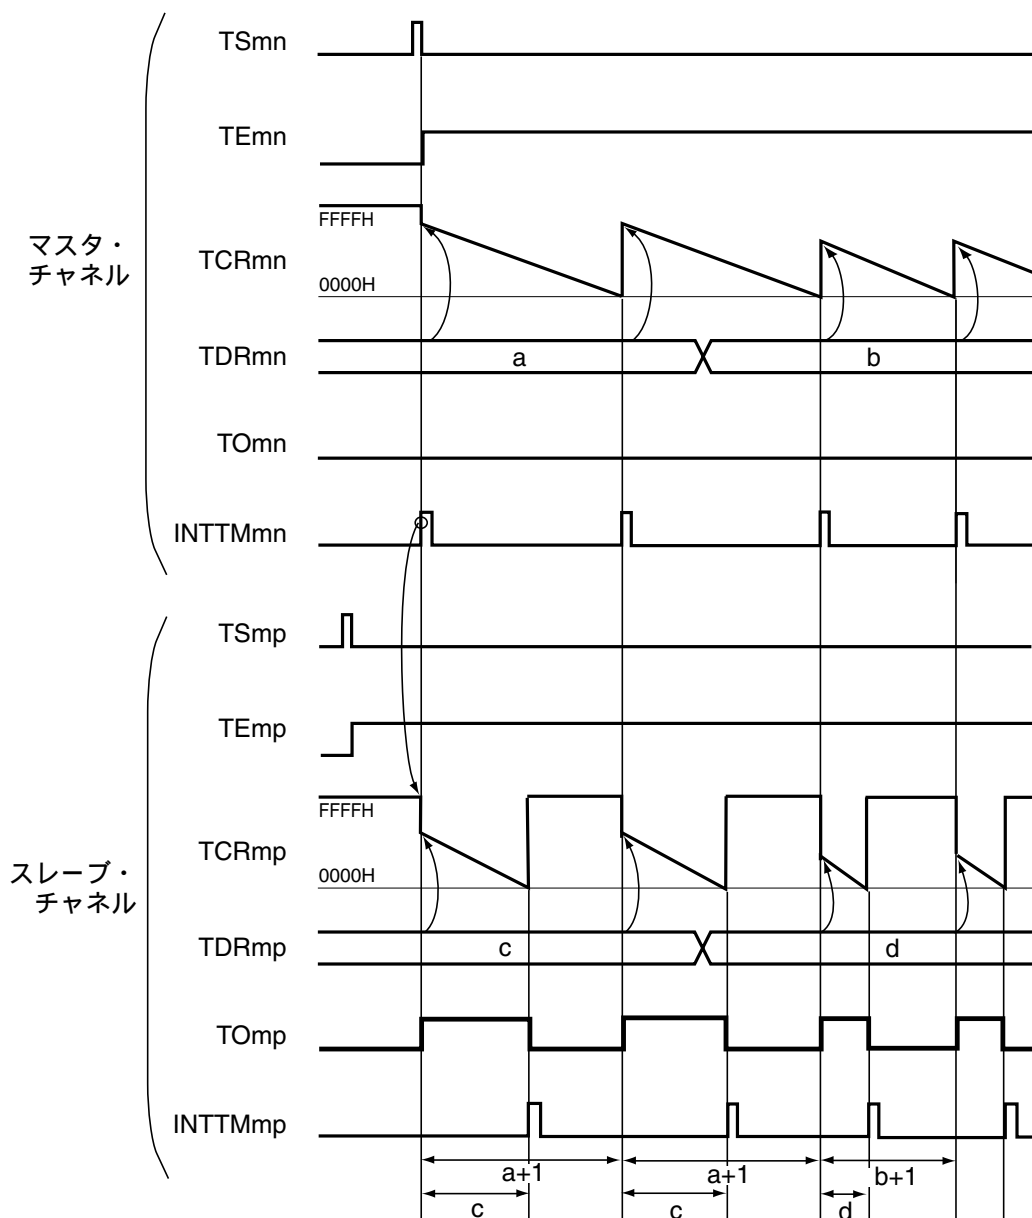 TSmn
TEmn
マスタ・
チャネル
FFFFH
TCRmn
0000H
TDRmn
a
b
TOmn
INTTMmn
TSmp
TEmp
スレーブ・
チャネル
FFFFH
TCRmp
0000H
TDRmp
c
d
TOmp
INTTMmp
a+1
a+1
b+1
c
c
d